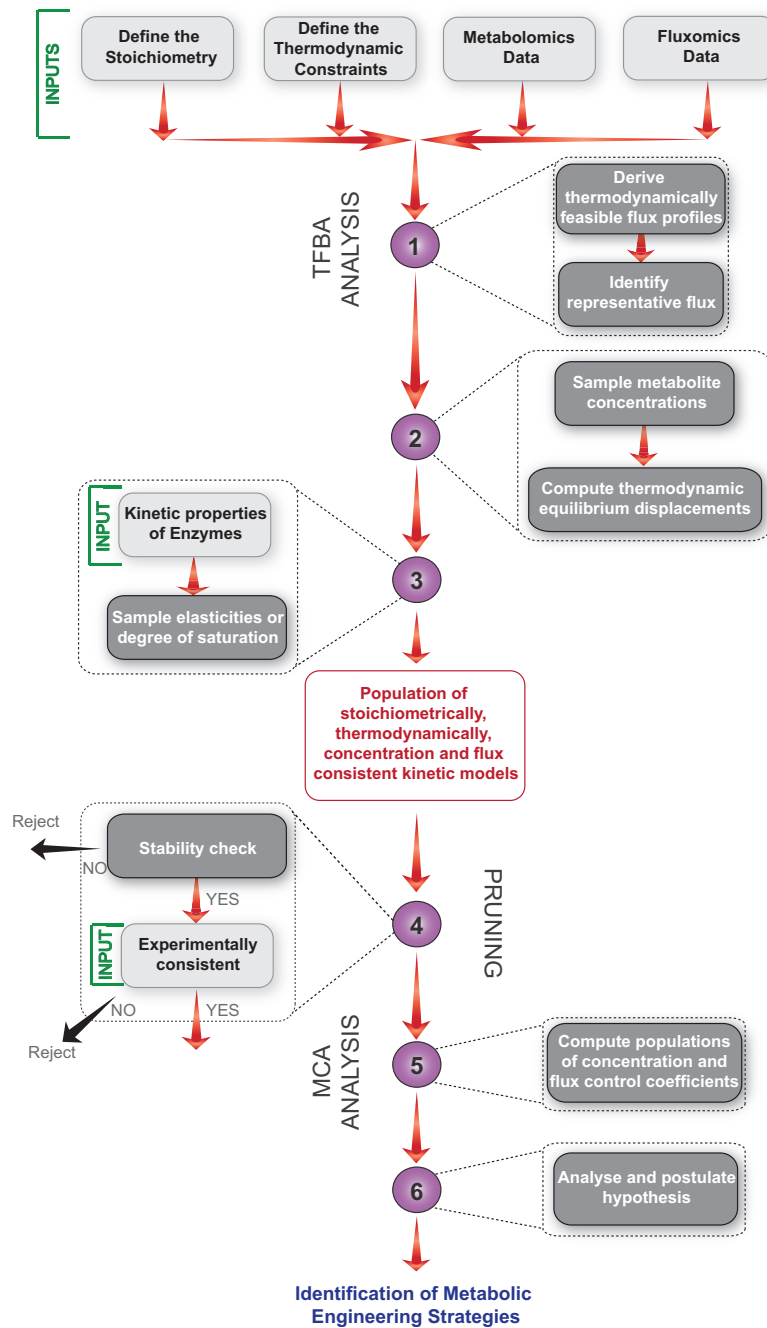 INPUTS
Define the
Stoichiometry
Define the
Thermodynamic
Constraints
Metabolomics
Data
Fluxomics
Data
TFBA
ANALYSIS
1
Derive
thermodynamically
feasible flux profiles
Identify
representative flux
2
Sample metabolite
concentrations
Compute thermodynamic
equilibrium displacements
INPUT
Kinetic properties
of Enzymes
Sample elasticities or
degree of saturation
3
Population of
stoichiometrically,
thermodynamically,
concentration and flux
consistent kinetic models
Reject
NO
Stability check
YES
INPUT
Experimentally
consistent
NO
YES
Reject
4
PRUNING
MCA
ANALYSIS
5
Compute populations
of concentration and
flux control coefficients
6
Analyse and postulate
hypothesis
Identification of Metabolic
Engineering Strategies